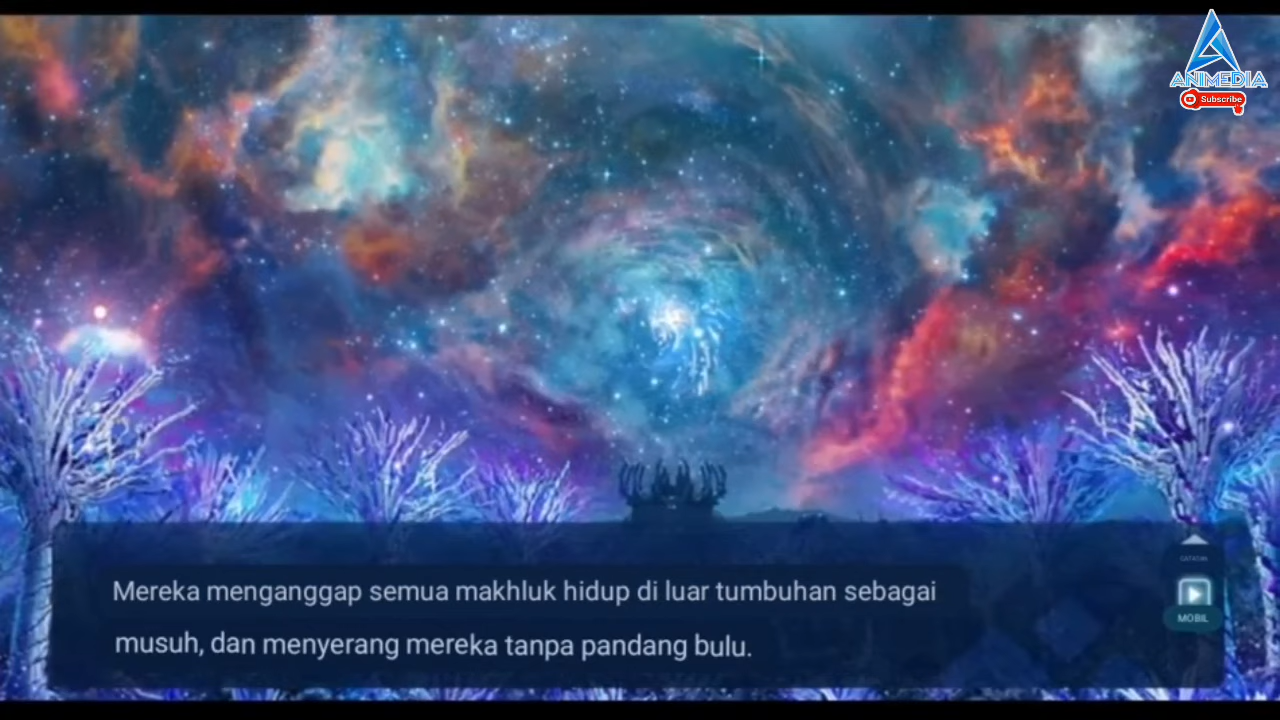 ANIMEDIA
Subscribe
CATATAN
MOBIL
Mereka menganggap semua makhluk hidup di luar tumbuhan sebagai
musuh, dan menyerang mereka tanpa pandang bulu.